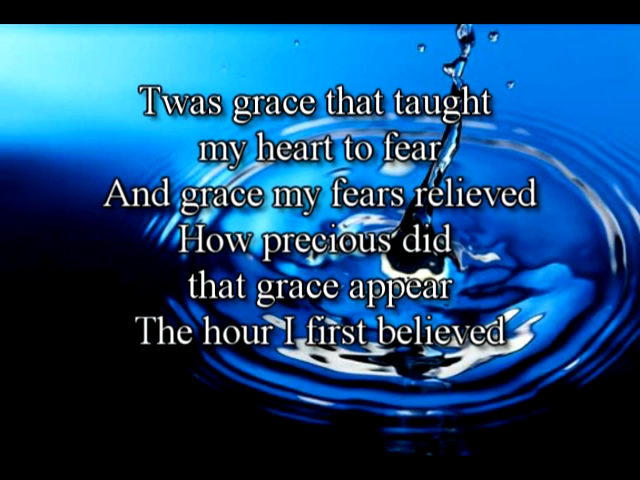 Twas grace that taught
my heart to fear
And grace my fears relieved
How precious did
that grace appear
The hour I first believed